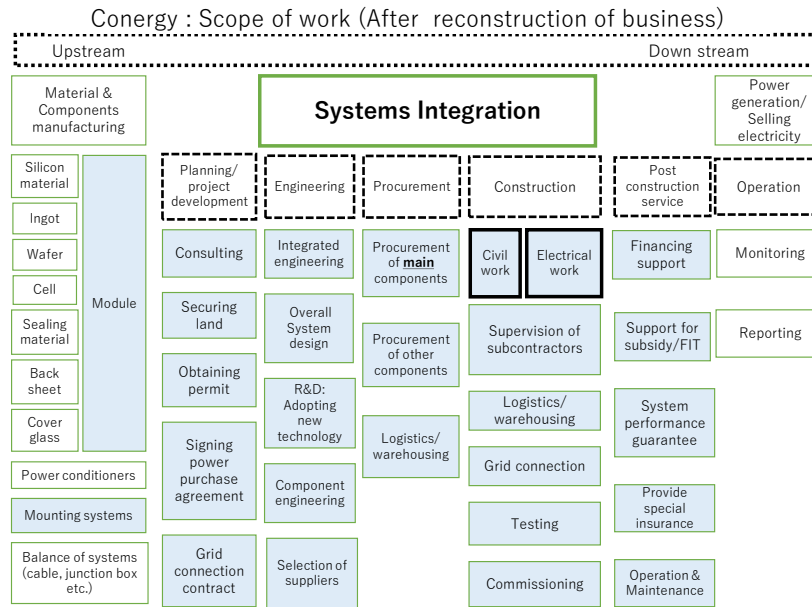 Conergy : Scope of work (After  reconstruction of business)
Upstream
Down stream
Material &
Components
manufacturing
Systems Integration
Power
generation/
Selling
electricity
Silicon
material
Ingot
Wafer
Cell
Sealing
material
Back
sheet
Cover
glass
Module
Power conditioners
Mounting systems
Balance of systems
(cable, junction box
etc.)
Planning/
project
development
Consulting
Securing
land
Obtaining
permit
Signing
power
purchase
agreement
Grid
connection
contract
Engineering
Integrated
engineering
Overall
System
design
R&D:
Adopting
new
technology
Component
engineering
Selection of
suppliers
Procurement
Procurement
of main
components
Procurement
of other
components
Logistics/
warehousing
Construction
Civil
work
Electrical
work
Supervision of
subcontractors
Logistics/
warehousing
Grid connection
Testing
Commissioning
Post
construction
service
Financing
support
Support for
subsidy/FIT
System
performance
guarantee
Provide
special
insurance
Operation &
Maintenance
Operation
Monitoring
Reporting